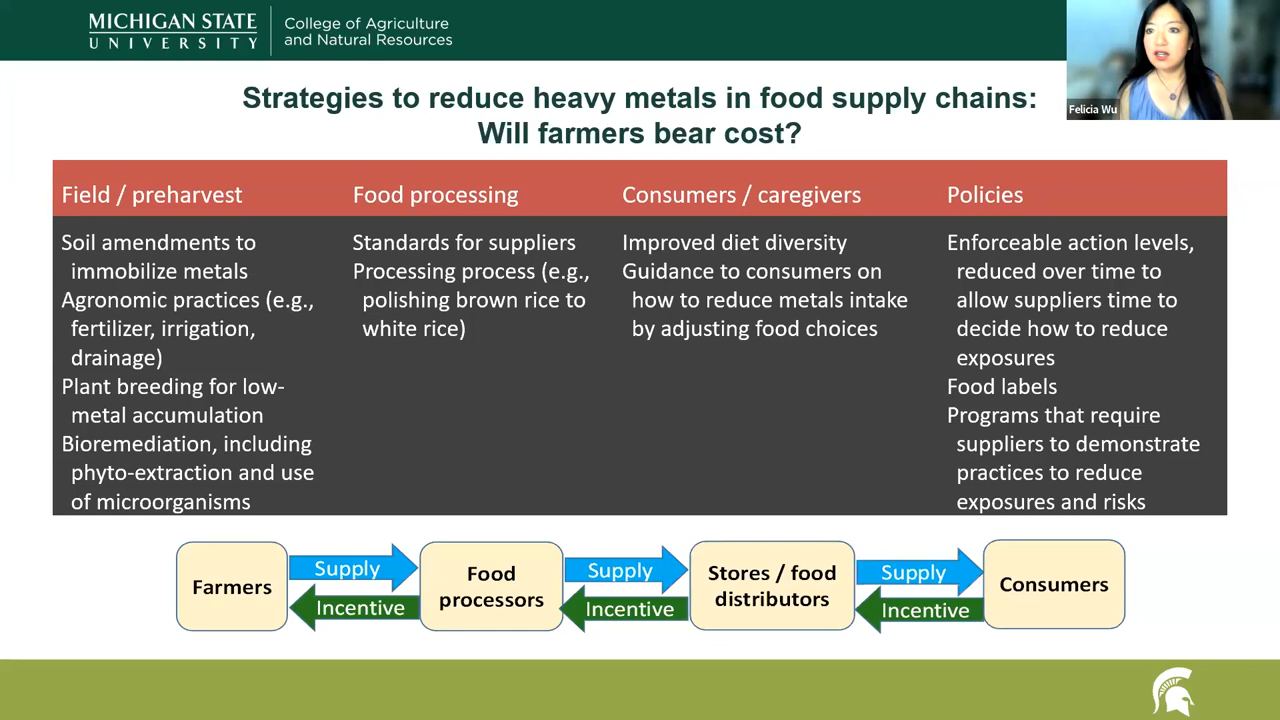 MICHIGAN STATE
UNIVERSITY
College of Agriculture
and Natural Resources
Felicia Wu
Strategies to reduce heavy metals in food supply chains:
Will farmers bear cost?
Field / preharvest
Soil amendments to
immobilize metals
Agronomic practices (e.g.,
fertilizer, irrigation,
drainage)
Plant breeding for low-
metal accumulation
Bioremediation, including
phyto-extraction and use
of microorganisms
Food processing
Standards for suppliers
Processing process (e.g.,
polishing brown rice to
white rice)
Consumers / caregivers
Improved diet diversity
Guidance to consumers on
how to reduce metals intake
by adjusting food choices
Policies
Enforceable action levels,
reduced over time to
allow suppliers time to
decide how to reduce
exposures
Food labels
Programs that require
suppliers to demonstrate
practices to reduce
exposures and risks
Farmers
Supply
Incentive
Food
processors
Supply
Incentive
Stores / food
distributors
Supply
Incentive
Consumers